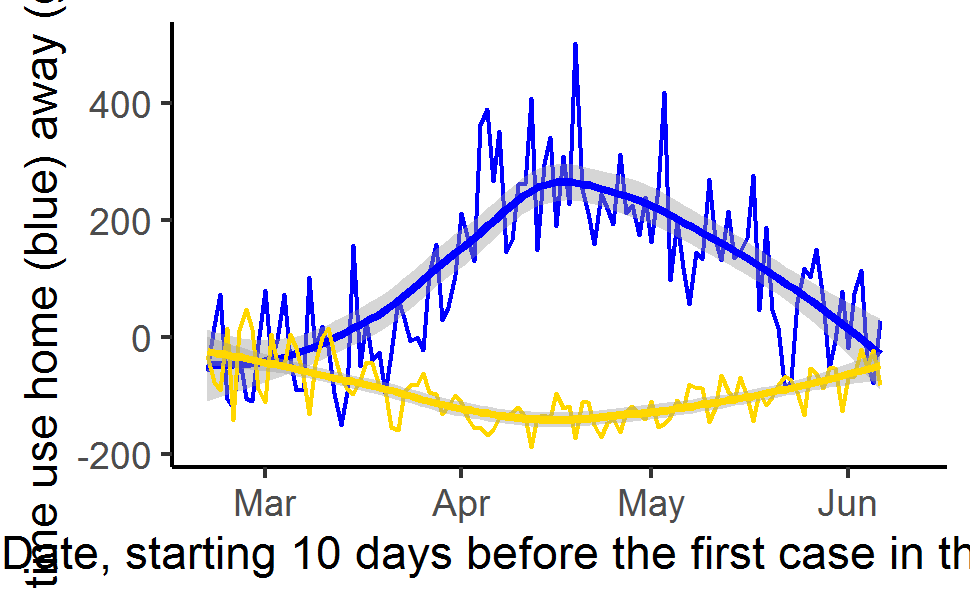 time use home (blue) away (
400
200
0
-200
Mar Apr May Jun
Date, starting 10 days before the first case in th